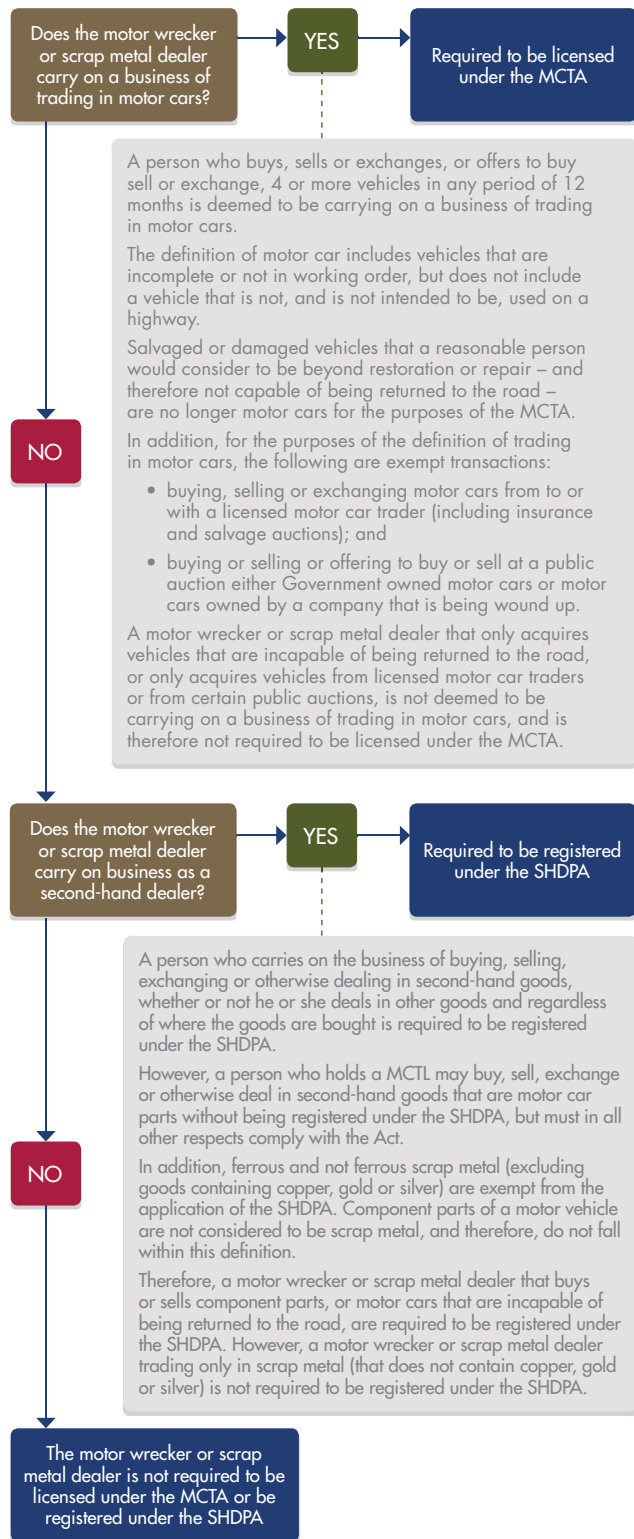 Does the motor wrecker
or scrap metal dealer
carry on a business of
trading in motor cars?
YES
Required to be licensed
under the MCTA
A person who buys, sells or exchanges, or offers to buy
sell or exchange, 4 or more vehicles in any period of 12
months is deemed to be carrying on a business of trading
in motor cars.
The definition of motor car includes vehicles that are
incomplete or not in working order, but does not include
a vehicle that is not, and is not intended to be, used on a
highway.
Salvaged or damaged vehicles that a reasonable person
would consider to be beyond restoration or repair – and
therefore not capable of being returned to the road –
are no longer motor cars for the purposes of the MCTA.
In addition, for the purposes of the definition of trading
in motor cars, the following are exempt transactions:
• buying, selling or exchanging motor cars from to or
with a licensed motor car trader (including insurance
and salvage auctions); and
• buying or selling or offering to buy or sell at a public
auction either Government owned motor cars or motor
cars owned by a company that is being wound up.
A motor wrecker or scrap metal dealer that only acquires
vehicles that are incapable of being returned to the road,
or only acquires vehicles from licensed motor car traders
or from certain public auctions, is not deemed to be
carrying on a business of trading in motor cars, and is
therefore not required to be licensed under the MCTA.
NO
Does the motor wrecker
or scrap metal dealer
carry on business as a
second-hand dealer?
YES
Required to be registered
under the SHDPA
A person who carries on the business of buying, selling,
exchanging or otherwise dealing in second-hand goods,
whether or not he or she deals in other goods and regardless
of where the goods are bought is required to be registered
under the SHDPA.
However, a person who holds a MCTL may buy, sell, exchange
or otherwise deal in second-hand goods that are motor car
parts without being registered under the SHDPA, but must in all
other respects comply with the Act.
In addition, ferrous and not ferrous scrap metal (excluding
goods containing copper, gold or silver) are exempt from the
application of the SHDPA. Component parts of a motor vehicle
are not considered to be scrap metal, and therefore, do not fall
within this definition.
Therefore, a motor wrecker or scrap metal dealer that buys
or sells component parts, or motor cars that are incapable of
being returned to the road, are required to be registered under
the SHDPA. However, a motor wrecker or scrap metal dealer
trading only in scrap metal (that does not contain copper, gold
or silver) is not required to be registered under the SHDPA.
NO
The motor wrecker or scrap
metal dealer is not required to be
licensed under the MCTA or be
registered under the SHDPA